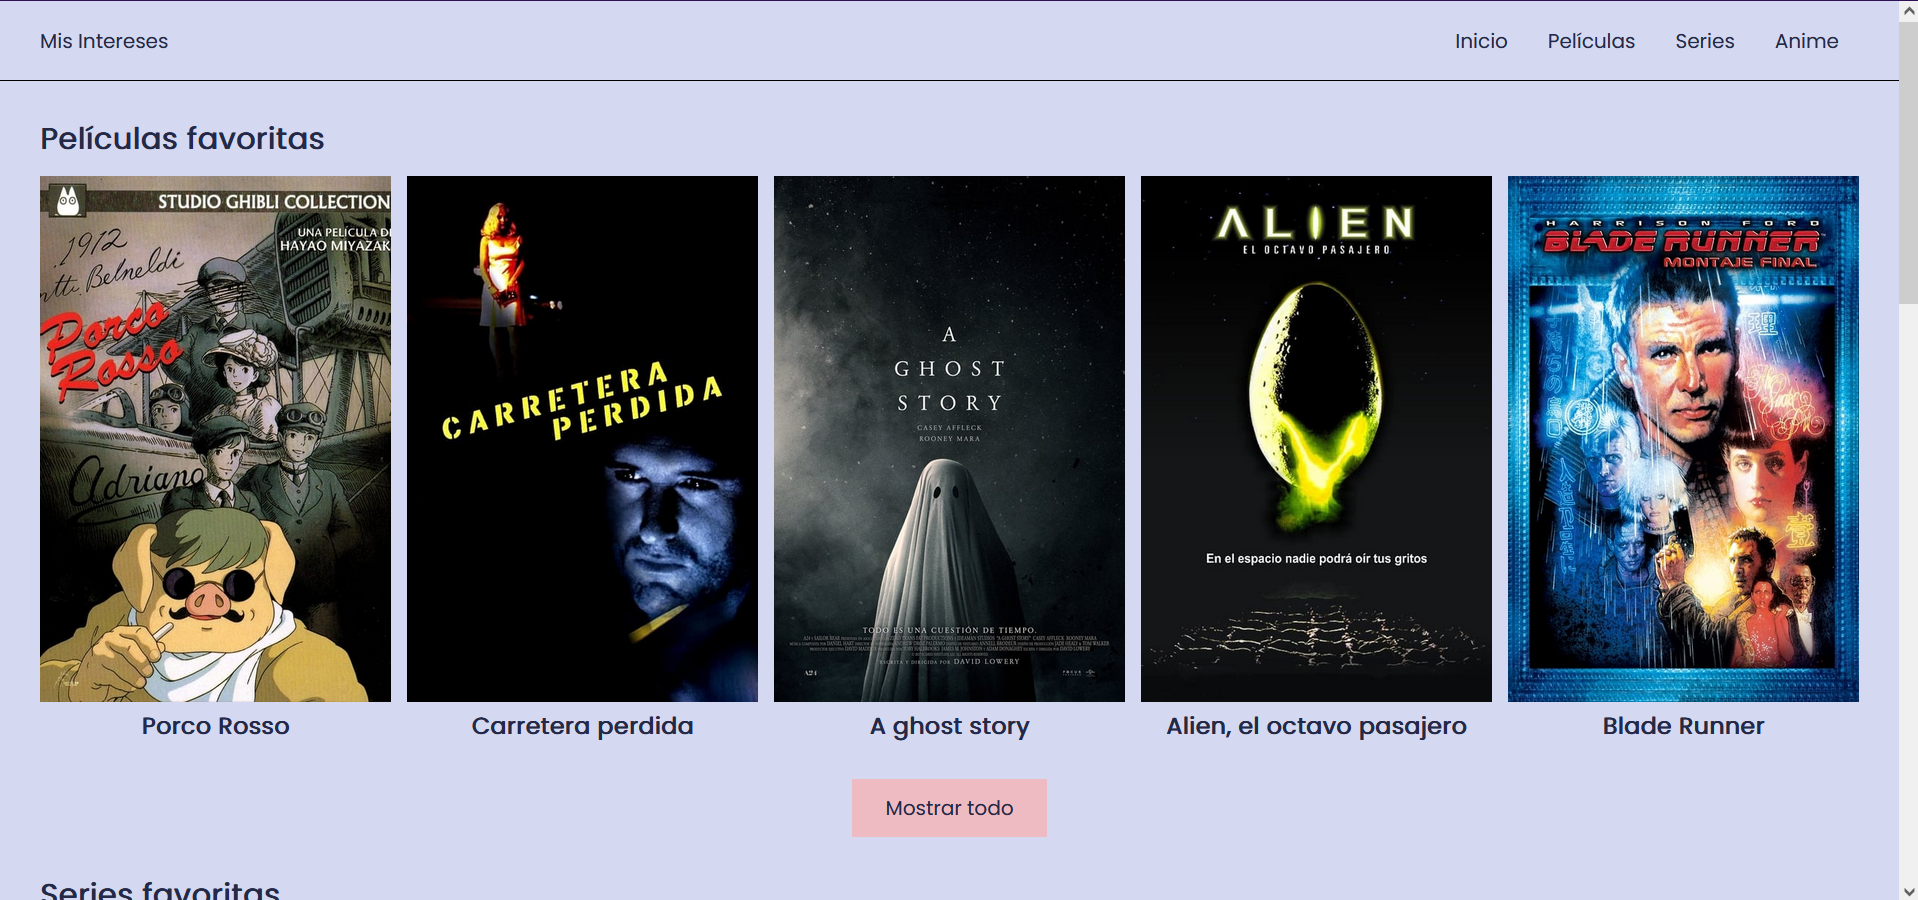 Mis Intereses
Inicio
Películas
Series
Anime
Películas favoritas
STUDIO GHIBLI COLLECTION
UNA PELÍCULA D
HAYAO MIYAZAK
1912
Belneldi
Porco
Rosso
Adriano
CARRETERA
PERDIDA
A
GHOST
STORY
CASEY AFFLECK
ROONEY MARA
TODO ES UNA CUESTIÓN DE TIEMPO.
ESCRITA Y DIRIGIDA POR DAVID LOWERY
A24
ALIEN
EL OCTAVO PASAJERO
En el espacio nadie podrá oír tus gritos
HARRISON FORD
BLADE RUNNER
MONTAJE FINAL
Porco Rosso
Carretera perdida
A ghost story
Alien, el octavo pasajero
Blade Runner
Mostrar todo
Series favoritas